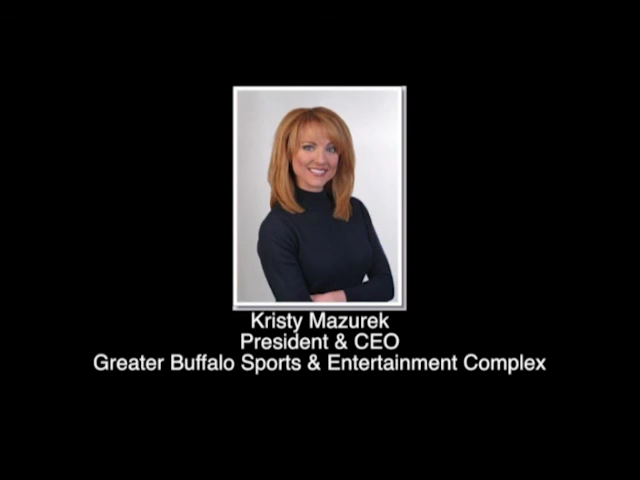 Kristy Mazurek
President & CEO
Greater Buffalo Sports & Entertainment Complex